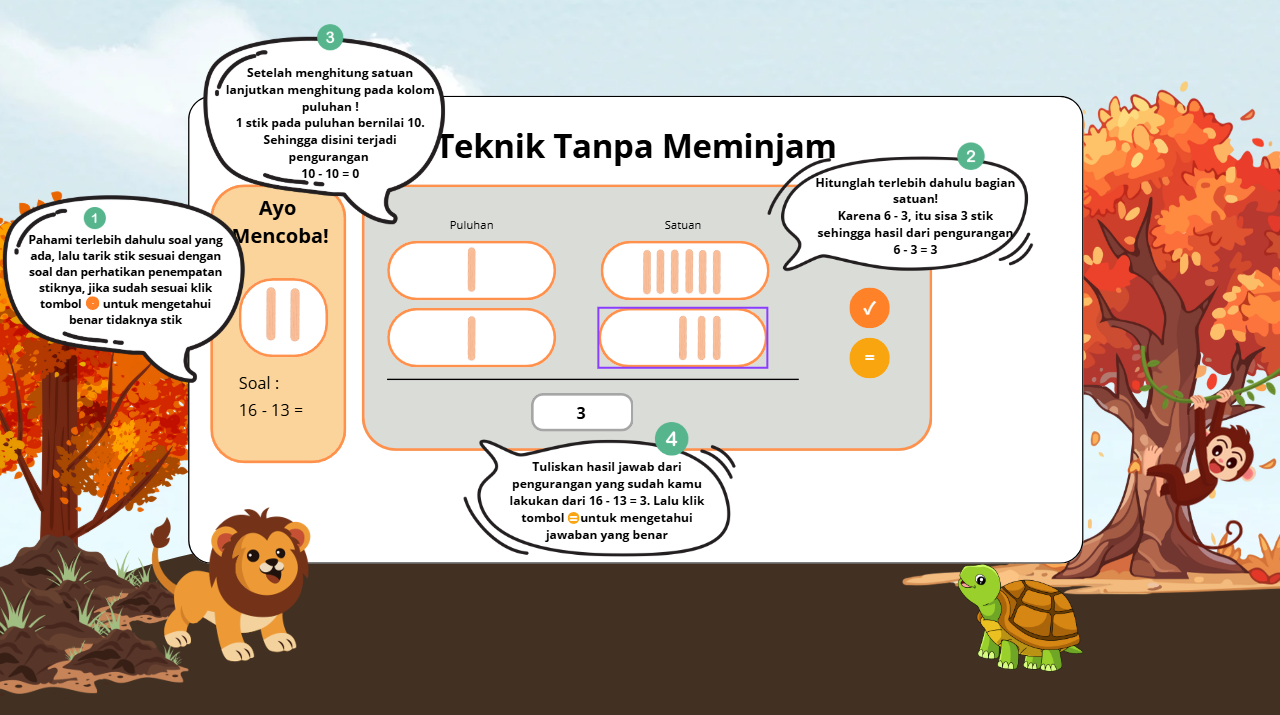 3
Setelah menghitung satuan
lanjutkan menghitung pada kolom
puluhan !
1 stik pada puluhan bernilai 10.
Sehingga disini terjadi
pengurangan
10 - 10 = 0
Teknik Tanpa Meminjam
2
Hitunglah terlebih dahulu bagian
satuan!
Karena 6 - 3, itu sisa 3 stik
sehingga hasil dari pengurangan
6 - 3 = 3
1
Pahami terlebih dahulu soal yang
ada, lalu tarik stik sesuai dengan
soal dan perhatikan penempatan
stiknya, jika sudah sesuai klik
tombol untuk mengetahui
benar tidaknya stik
Ayo
Mencoba!
Soal :
16 - 13 =
Puluhan
Satuan
✓
=
3
4
Tuliskan hasil jawab dari
pengurangan yang sudah kamu
lakukan dari 16 - 13 = 3. Lalu klik
tombol = untuk mengetahui
jawaban yang benar